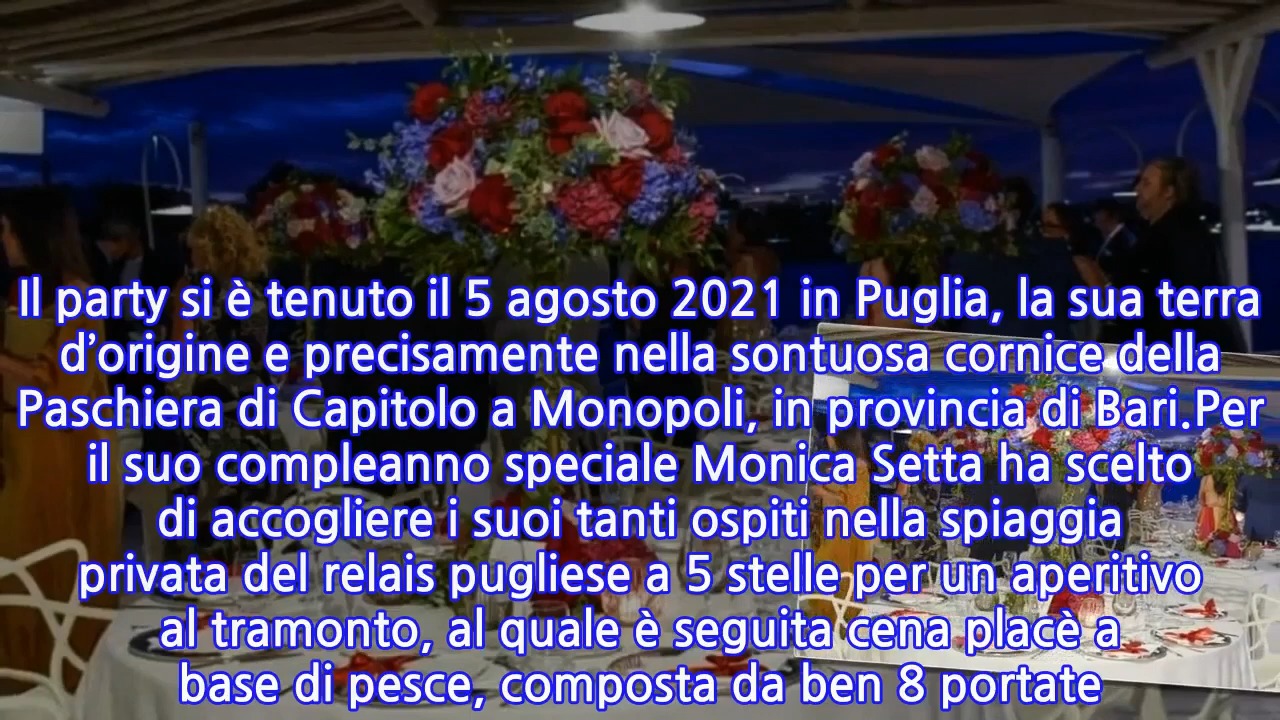 Il party si è tenuto il 5 agosto 2021 in Puglia, la sua terra
d’origine e precisamente nella sontuosa cornice della
Paschiera di Capitolo a Monopoli, in provincia di Bari.Per
il suo compleanno speciale Monica Setta ha scelto
di accogliere i suoi tanti ospiti nella spiaggia
privata del relais pugliese a 5 stelle per un aperitivo
al tramonto, al quale è seguita cena placè a
base di pesce, composta da ben 8 portate